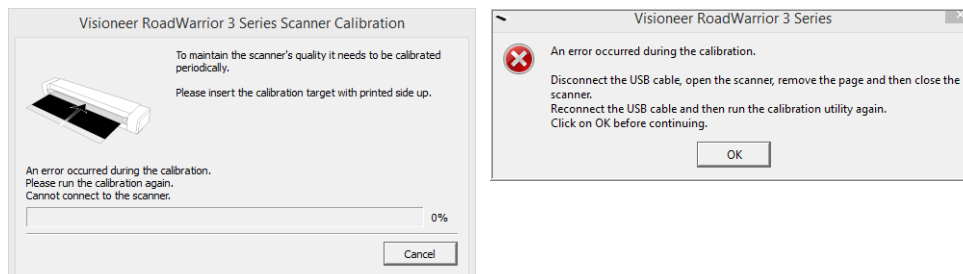 Visioneer RoadWarrior 3 Series Scanner Calibration
To maintain the scanner's quality it needs to be calibrated
periodically.
Please insert the calibration target with printed side up.
An error occurred during the calibration.
Please run the calibration again.
Cannot connect to the scanner.
0%
Cancel
Visioneer RoadWarrior 3 Series
An error occurred during the calibration.
Disconnect the USB cable, open the scanner, remove the page and then close the
scanner.
Reconnect the USB cable and then run the calibration utility again.
Click on OK before continuing.
OK